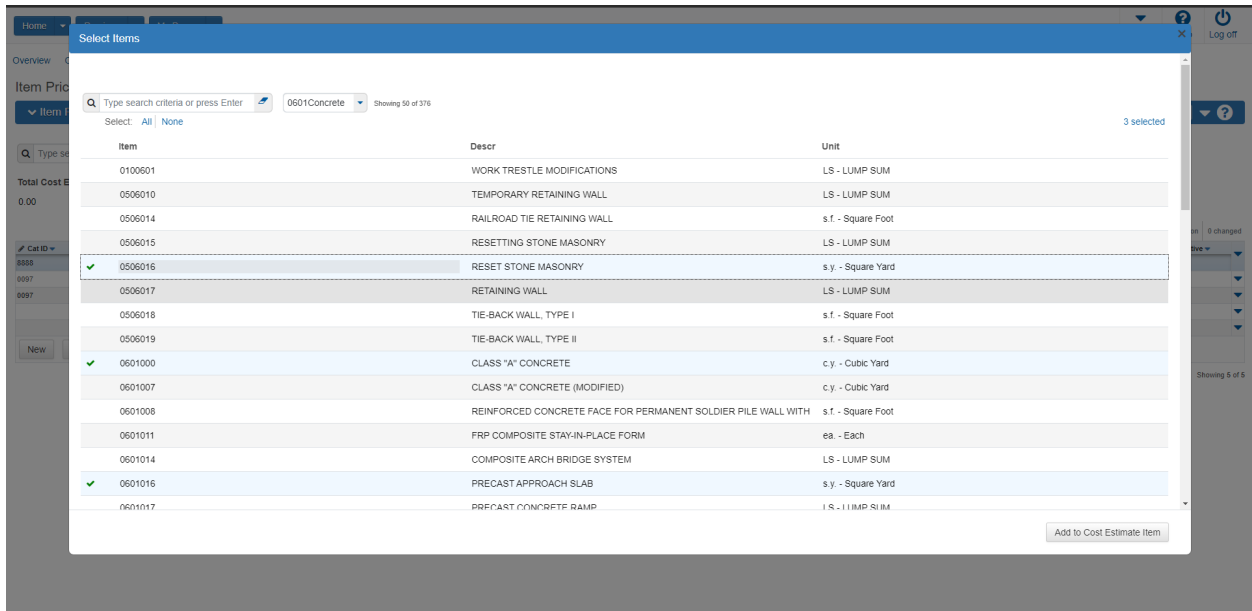 Home
Log off
Select Items
×
Overview
Item Pric
Item P
Type search criteria or press Enter 0601Concrete Showing 50 of 376
Select: All None
3 selected
Type se
Total Cost E
0.00
0 changed
Cat ID
8888
0097
0097
New
Showing 5 of 5
Item Descr Unit
0100601 WORK TRESTLE MODIFICATIONS LS - LUMP SUM
0506010 TEMPORARY RETAINING WALL LS - LUMP SUM
0506014 RAILROAD TIE RETAINING WALL s.f. - Square Foot
0506015 RESETTING STONE MASONRY LS - LUMP SUM
0506016 RESET STONE MASONRY s.y. - Square Yard
0506017 RETAINING WALL LS - LUMP SUM
0506018 TIE-BACK WALL, TYPE I s.f. - Square Foot
0506019 TIE-BACK WALL, TYPE II s.f. - Square Foot
0601000 CLASS "A" CONCRETE c.y. - Cubic Yard
0601007 CLASS "A" CONCRETE (MODIFIED) c.y. - Cubic Yard
0601008 REINFORCED CONCRETE FACE FOR PERMANENT SOLDIER PILE WALL WITH s.f. - Square Foot
0601011 FRP COMPOSITE STAY-IN-PLACE FORM ea. - Each
0601014 COMPOSITE ARCH BRIDGE SYSTEM LS - LUMP SUM
0601016 PRECAST APPROACH SLAB s.y. - Square Yard
0601017 PRECAST CONCRETE RAMP LS - LUMP SUM
Add to Cost Estimate Item